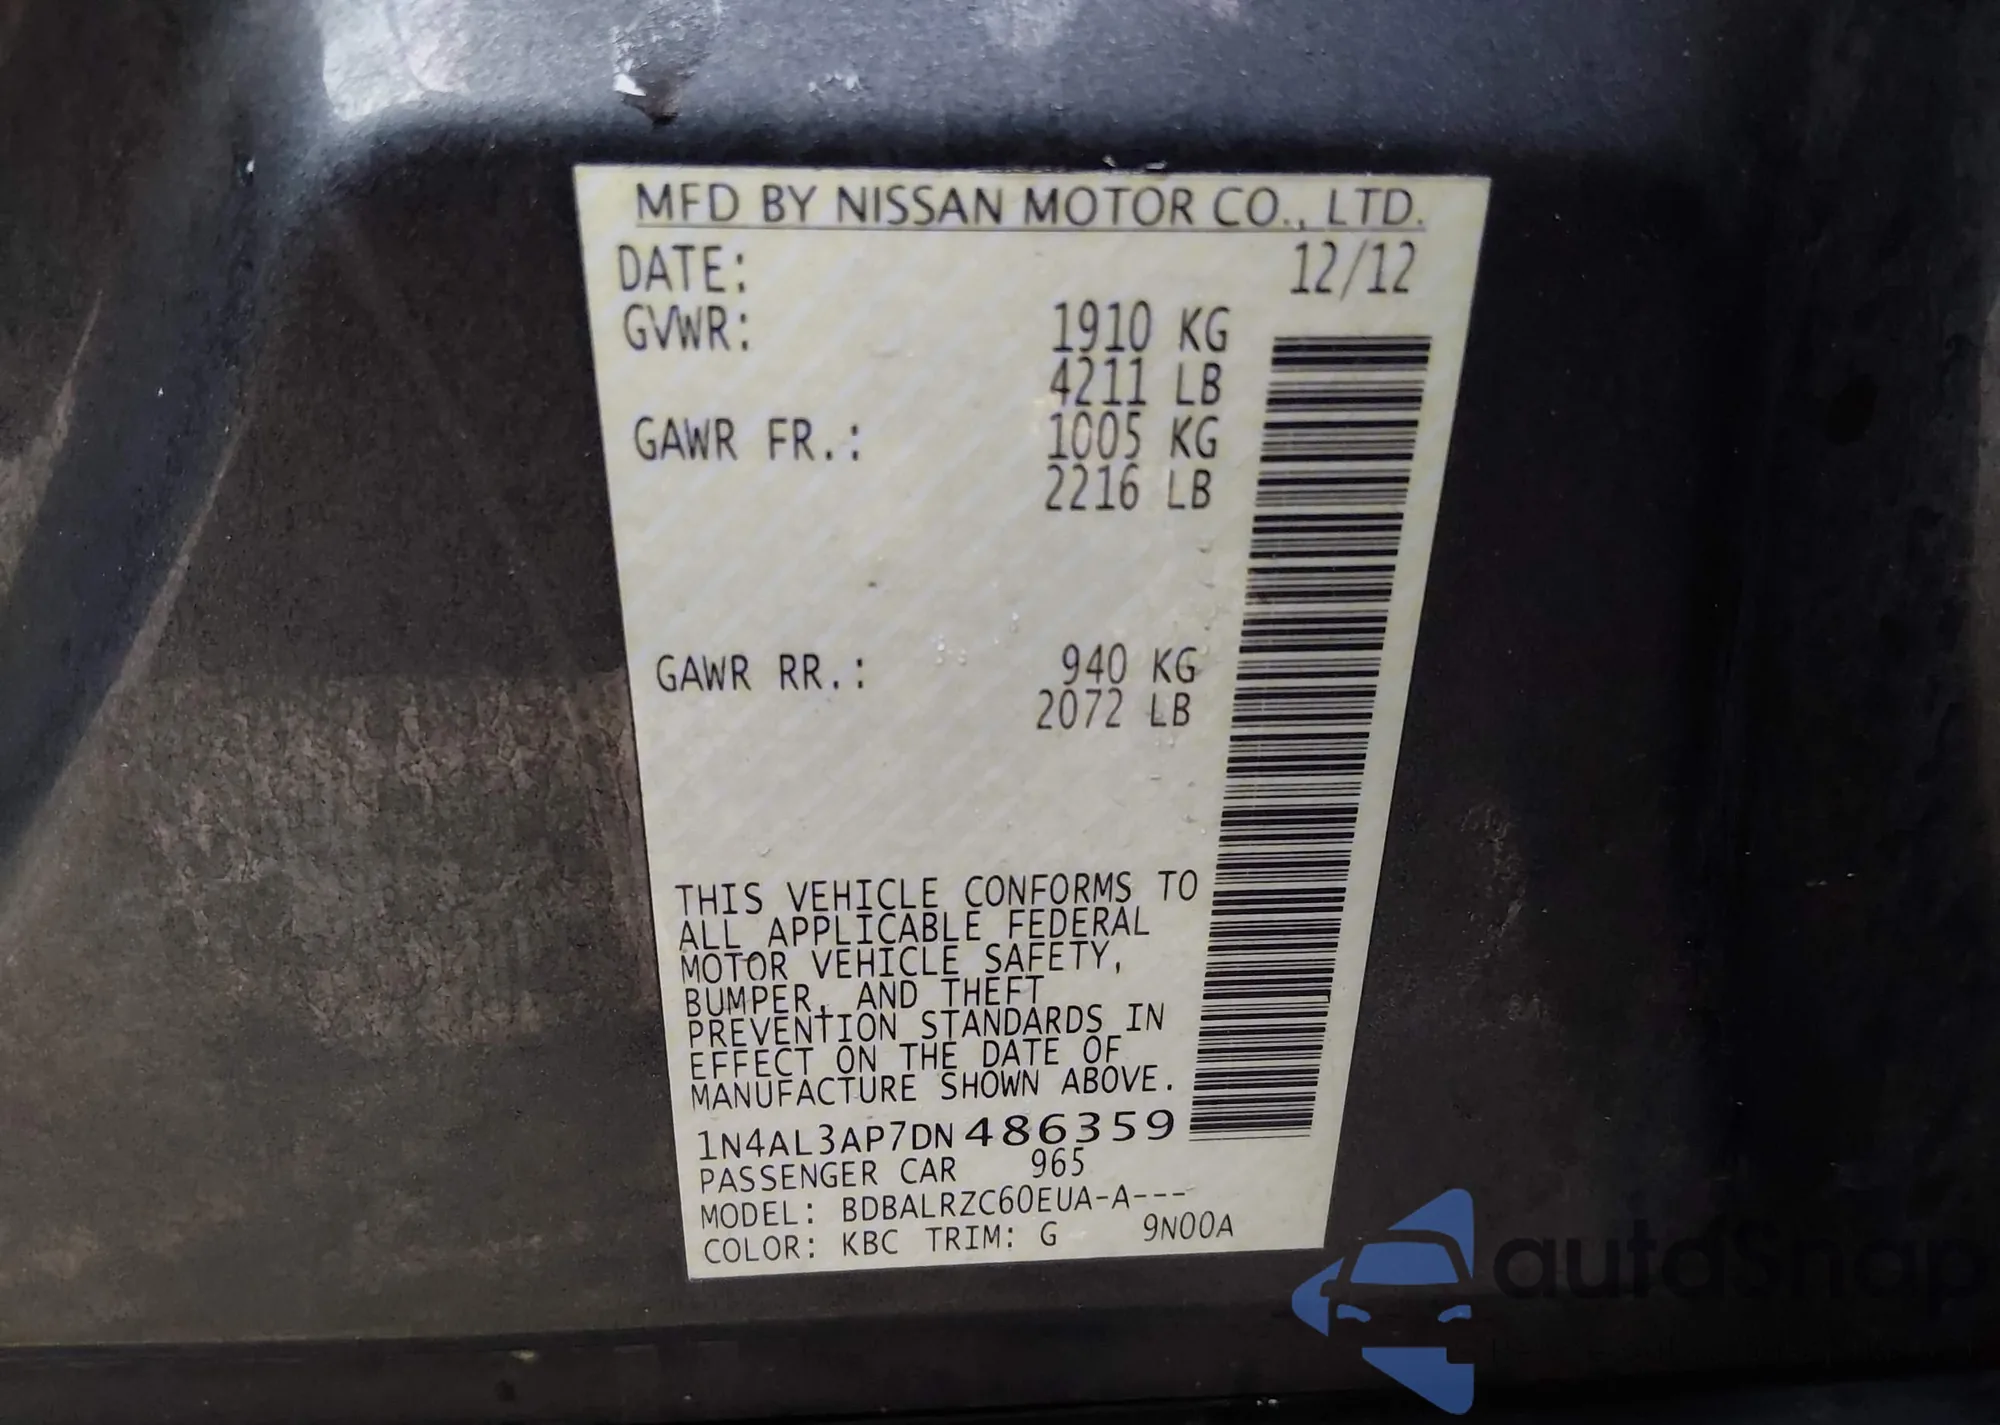 MFD BY NISSAN MOTOR CO., LTD.
DATE: 12/12
GVWR: 1910 KG
4211 LB
GAWR FR.: 1005 KG
2216 LB
GAWR RR.: 940 KG
2072 LB
THIS VEHICLE CONFORMS TO
ALL APPLICABLE FEDERAL
MOTOR VEHICLE SAFETY,
BUMPER, AND THEFT
PREVENTION STANDARDS IN
EFFECT ON THE DATE OF
MANUFACTURE SHOWN ABOVE.
1N4AL3AP7DN486359
PASSENGER CAR 965
MODEL: BDBALRZC60EUA-A---
COLOR: KBC TRIM: G 9N00A
autoSnap